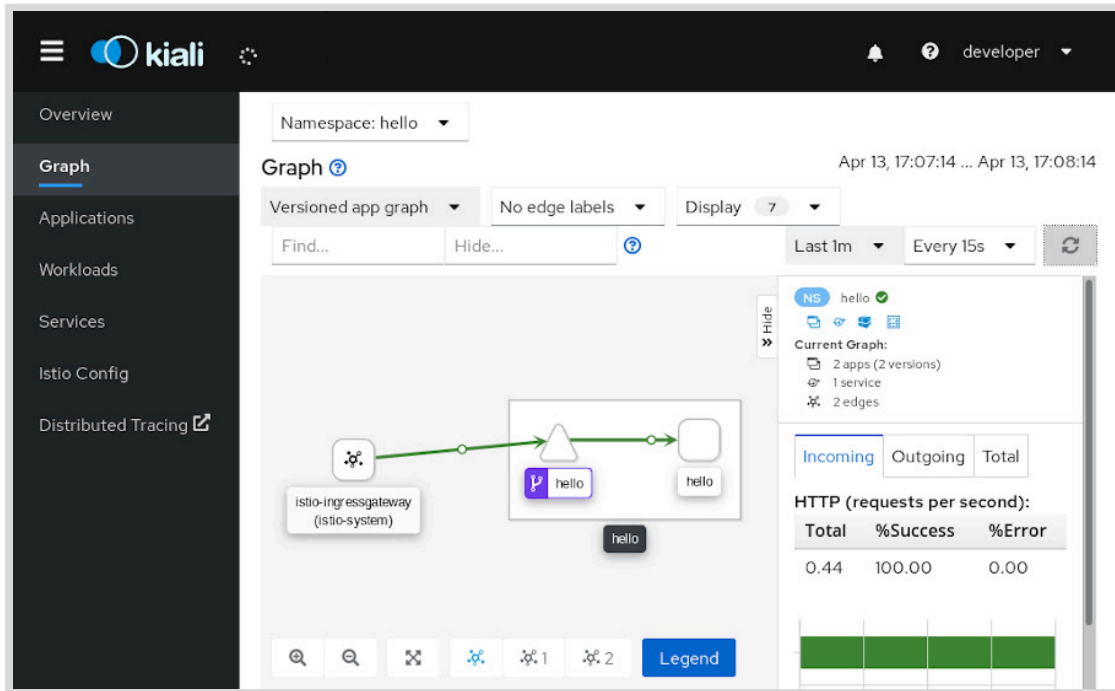 kiali
developer
Overview
Graph
Applications
Workloads
Services
Istio Config
Distributed Tracing
Namespace: hello
Graph
Apr 13, 17:07:14 ... Apr 13, 17:08:14
Versioned app graph
No edge labels
Display 7
Find...
Hide...
Last 1m
Every 15s
istio-ingressgateway
(istio-system)
hello
hello
hello
Hide
NS hello
Current Graph:
2 apps (2 versions)
1 service
2 edges
Incoming
Outgoing
Total
HTTP (requests per second):
Total %Success %Error
0.44 100.00 0.00
1
2
Legend